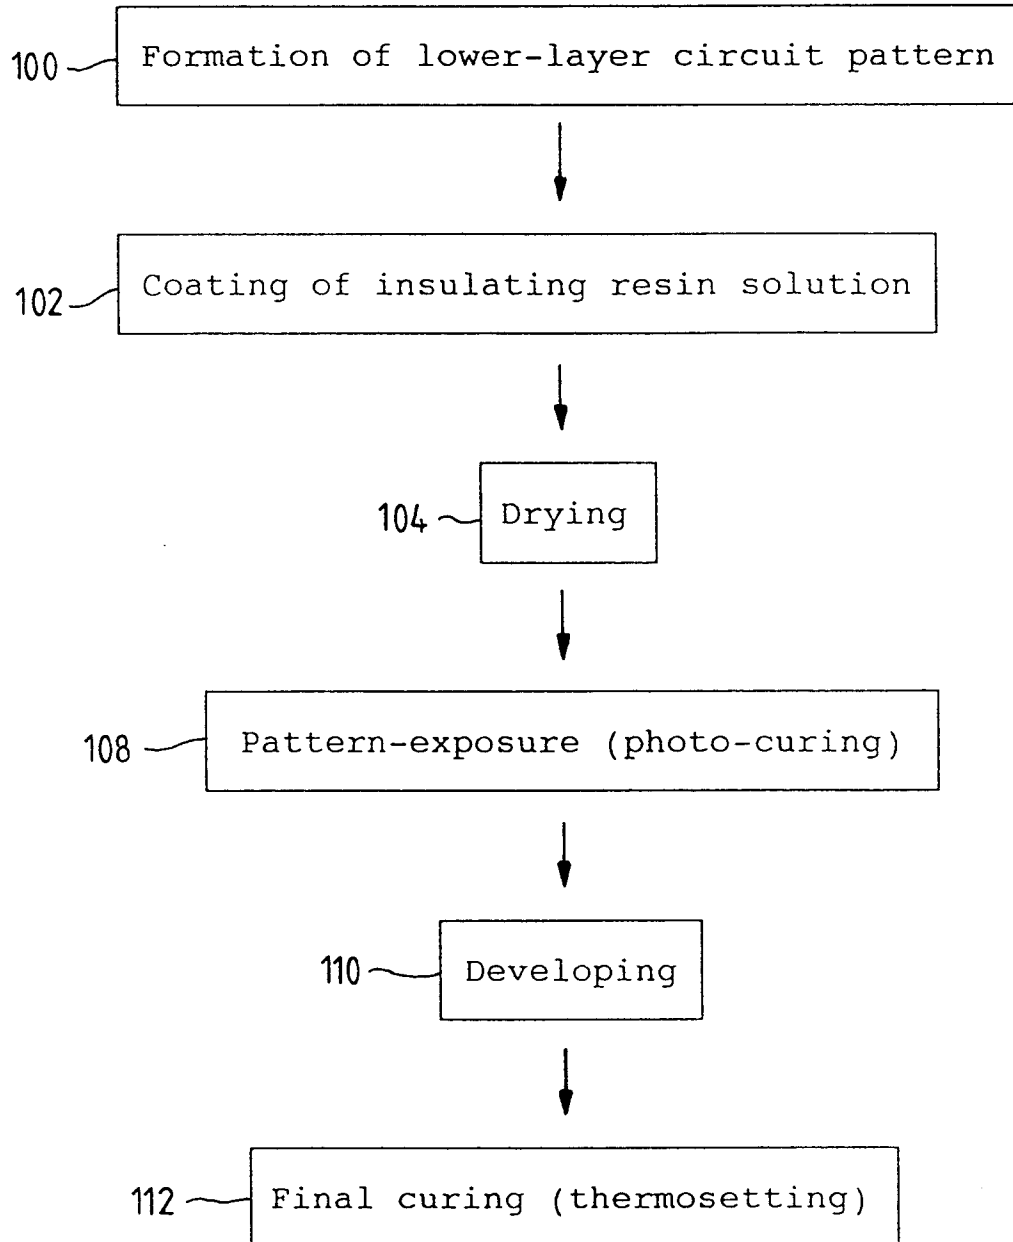 100 Formation of lower-layer circuit pattern
102 Coating of insulating resin solution
104 Drying
108 Pattern-exposure (photo-curing)
110 Developing
112 Final curing (thermosetting)